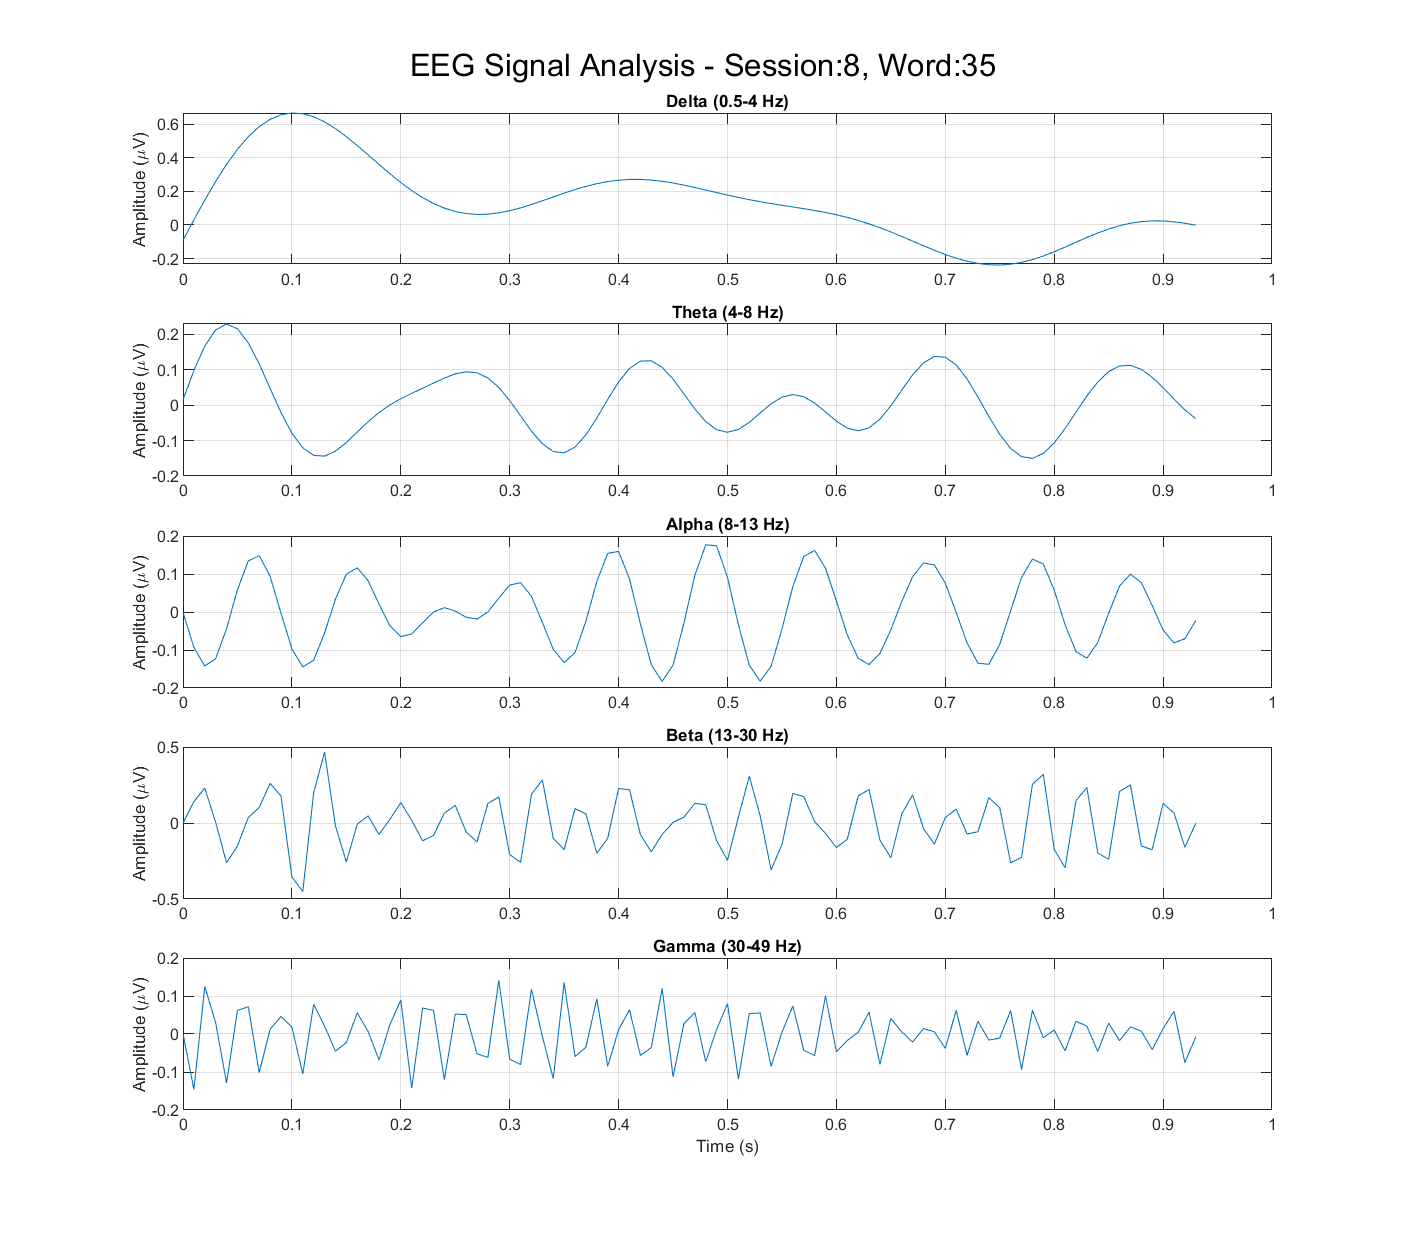 EEG Signal Analysis - Session:8, Word:35
Delta (0.5-4 Hz)
Amplitude (μV)
0.6
0.4
0.2
0
-0.2
0 0.1 0.2 0.3 0.4 0.5 0.6 0.7 0.8 0.9 1
Theta (4-8 Hz)
Amplitude (μV)
0.2
0.1
0
-0.1
-0.2
0 0.1 0.2 0.3 0.4 0.5 0.6 0.7 0.8 0.9 1
Alpha (8-13 Hz)
Amplitude (μV)
0.2
0.1
0
-0.1
-0.2
0 0.1 0.2 0.3 0.4 0.5 0.6 0.7 0.8 0.9 1
Beta (13-30 Hz)
Amplitude (μV)
0.5
0
-0.5
0 0.1 0.2 0.3 0.4 0.5 0.6 0.7 0.8 0.9 1
Gamma (30-49 Hz)
Amplitude (μV)
0.2
0.1
0
-0.1
-0.2
0 0.1 0.2 0.3 0.4 0.5 0.6 0.7 0.8 0.9 1
Time (s)